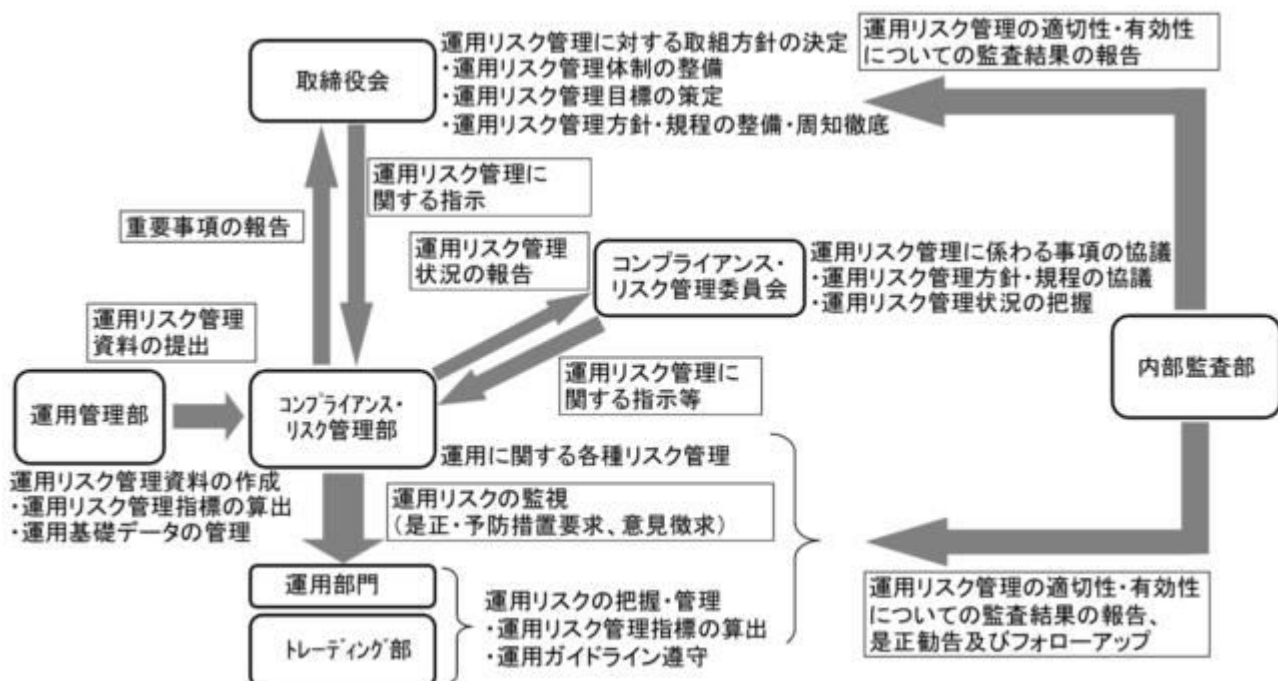 取締役会
運用リスク管理に対する取組方針の決定
・運用リスク管理体制の整備
・運用リスク管理目標の策定
・運用リスク管理方針・規程の整備・周知徹底
運用リスク管理の適切性・有効性
についての監査結果の報告
運用リスク管理に
関する指示
重要事項の報告
運用リスク管理
状況の報告
コンプライアンス・
リスク管理委員会
運用リスク管理に係わる事項の協議
・運用リスク管理方針・規程の協議
・運用リスク管理状況の把握
運用リスク管理
資料の提出
運用リスク管理に
関する指示等
内部監査部
運用管理部
コンプライアンス・
リスク管理部
運用に関する各種リスク管理
運用リスク管理資料の作成
・運用リスク管理指標の算出
・運用基礎データの管理
運用リスクの監視
（是正・予防措置要求、意見徴求）
運用部門
トレーディング部
運用リスクの把握・管理
・運用リスク管理指標の算出
・運用ガイドライン遵守
運用リスク管理の適切性・有効性
についての監査結果の報告、
是正勧告及びフォローアップ